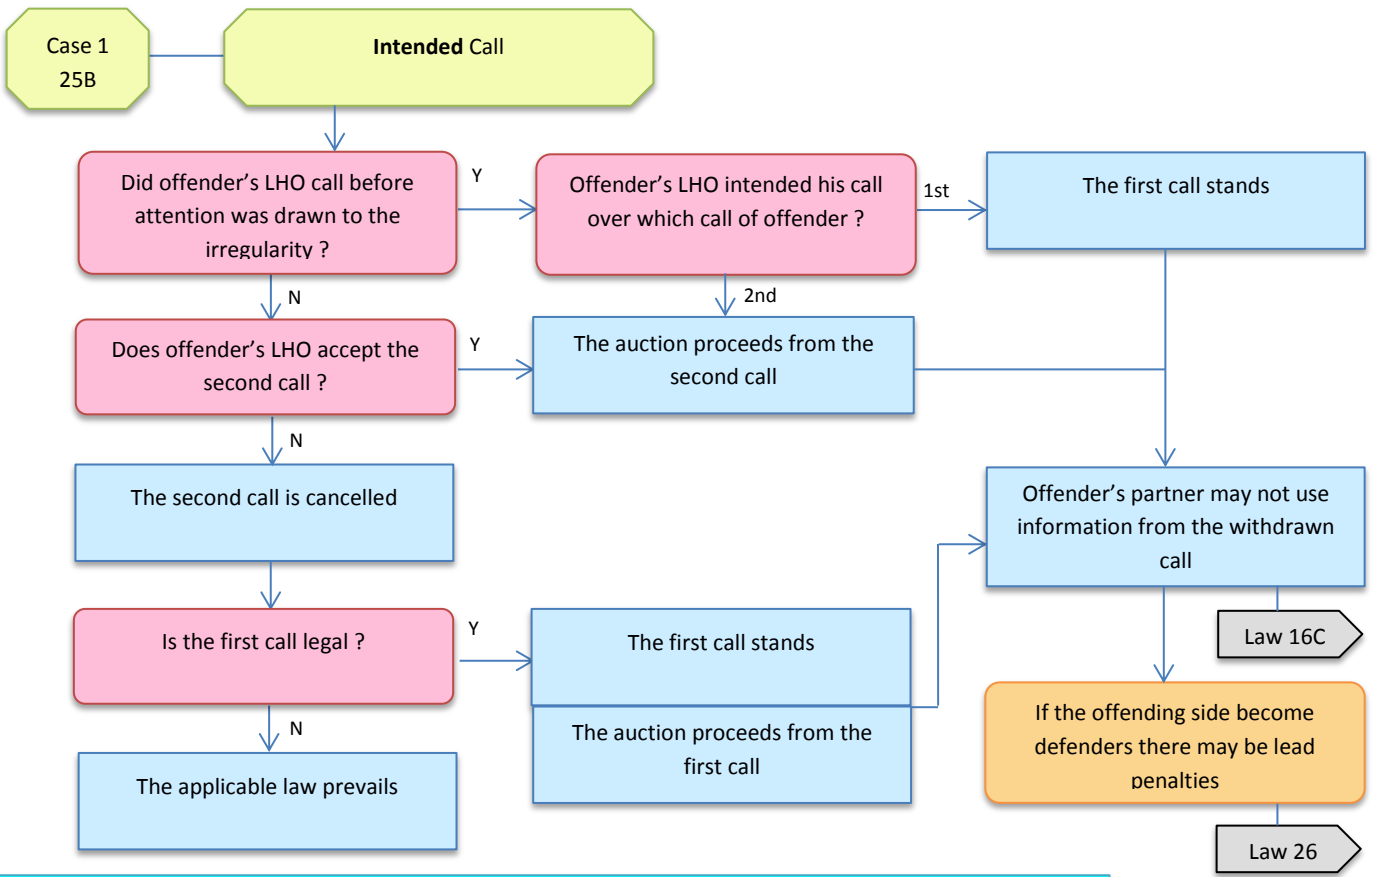 Case 1
25B
Intended Call
Did offender’s LHO call before
attention was drawn to the
irregularity ?
Y
Offender’s LHO intended his call
over which call of offender ?
1st
The first call stands
N
2nd
Does offender’s LHO accept the
second call ?
Y
The auction proceeds from the
second call
N
The second call is cancelled
Offender’s partner may not use
information from the withdrawn
call
Law 16C
Is the first call legal ?
Y
The first call stands
The auction proceeds from the
first call
N
The applicable law prevails
If the offending side become
defenders there may be lead
penalties
Law 26